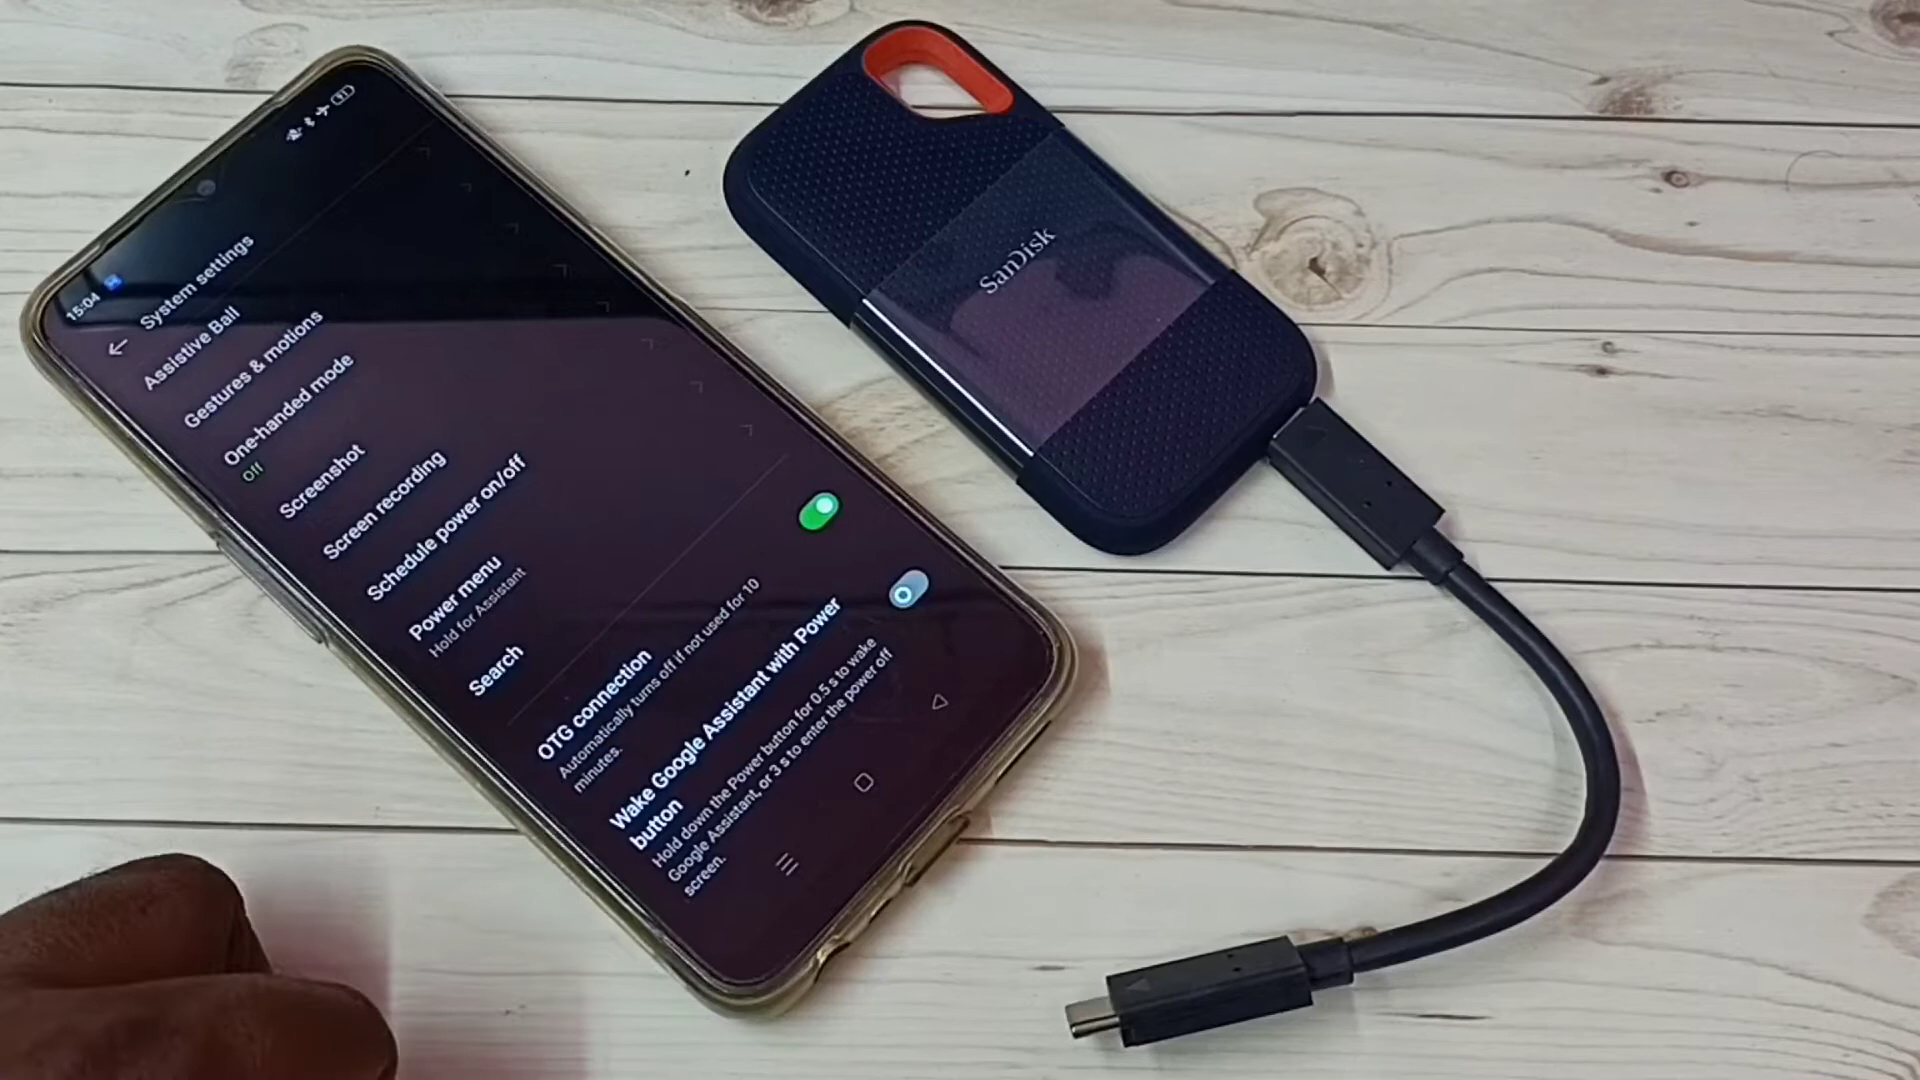 15:04
System settings
Assistive Ball
Gestures & motions
One-handed mode
Off
Screenshot
Screen recording
Schedule power on/off
Power menu
Hold for Assistant
Search
OTG connection
Automatically turns off if not used for 10
minutes.
Wake Google Assistant with Power
button
Hold down the Power button for 0.5 s to wake
Google Assistant, or 3 s to enter the power off
screen.
SanDisk